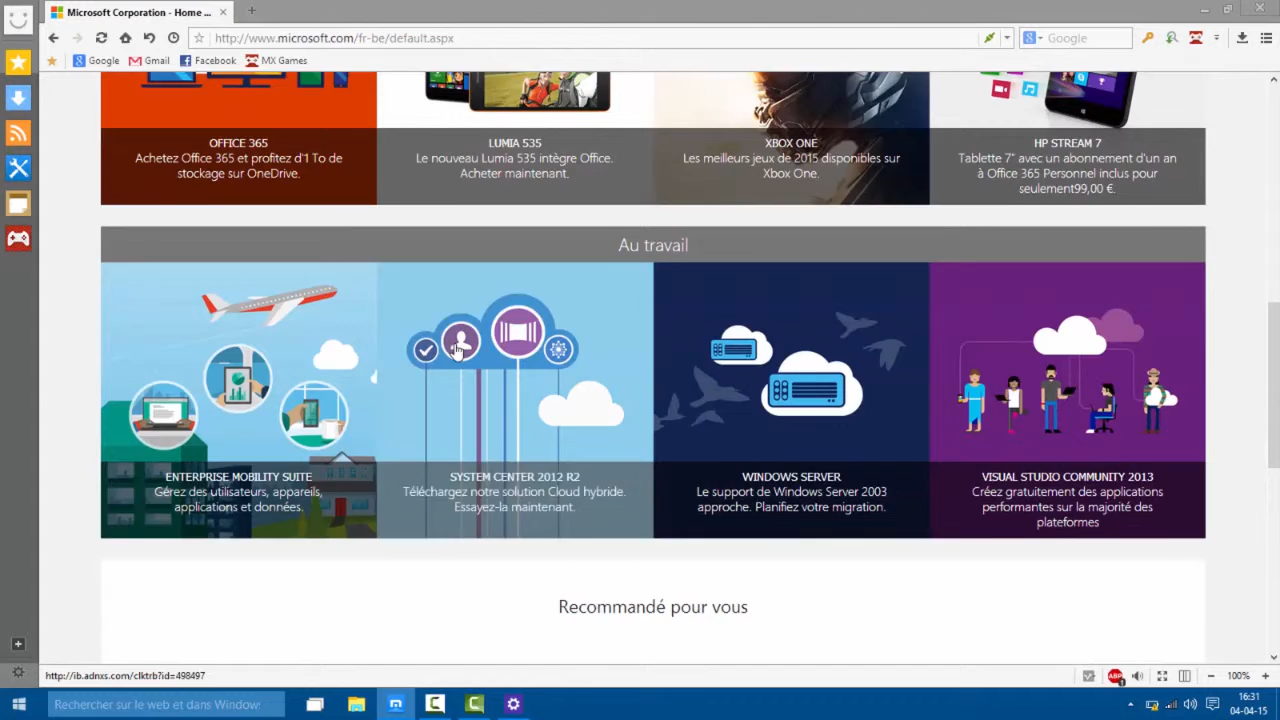 Microsoft Corporation - Home ...
http://www.microsoft.com/fr-be/default.aspx
Google
Google
Gmail
Facebook
MX Games
OFFICE 365
Achetez Office 365 et profitez d'1 To de
stockage sur OneDrive.
LUMIA 535
Le nouveau Lumia 535 intègre Office.
Acheter maintenant.
XBOX ONE
Les meilleurs jeux de 2015 disponibles sur
Xbox One.
HP STREAM 7
Tablette 7" avec un abonnement d'un an
à Office 365 Personnel inclus pour
seulement99,00 €.
Au travail
ENTERPRISE MOBILITY SUITE
Gérez des utilisateurs, appareils,
applications et données.
SYSTEM CENTER 2012 R2
Téléchargez notre solution Cloud hybride.
Essayez-la maintenant.
WINDOWS SERVER
Le support de Windows Server 2003
approche. Planifiez votre migration.
VISUAL STUDIO COMMUNITY 2013
Créez gratuitement des applications
performantes sur la majorité des
plateformes
Recommandé pour vous
http://ib.adnxs.com/clktrb?id=498497
ABP
1
100%
Rechercher sur le web et dans Windows
16:31
04-04-15